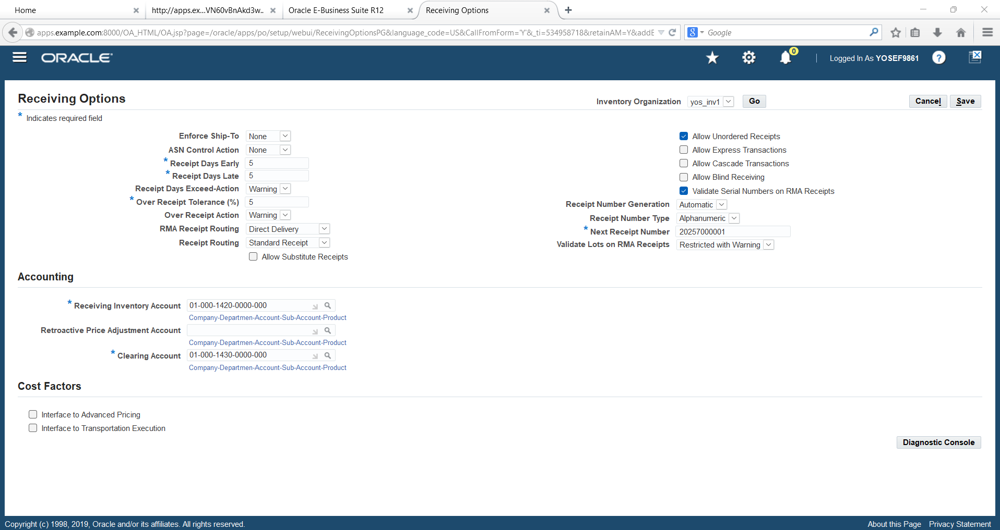 Home
http://apps.ex...VN60vBnAkd3w..
Oracle E-Business Suite R12
Receiving Options
apps.example.com:8000/OA_HTML/OA.jsp?page=/oracle/apps/po/setup/webui/ReceivingOptionsPG&language_code=US&CallFromForm='Y'&_ti=534958718&retainAM=Y&addE
8 Google
ORACLE
0
Logged In As YOSEF9861
?
Receiving Options
Inventory Organization yos_inv1 Go Cancel Save
* Indicates required field
Enforce Ship-To None
ASN Control Action None
* Receipt Days Early 5
* Receipt Days Late 5
Receipt Days Exceed-Action Warning
* Over Receipt Tolerance (%) 5
Over Receipt Action Warning
RMA Receipt Routing Direct Delivery
Receipt Routing Standard Receipt
Allow Substitute Receipts
Allow Unordered Receipts
Allow Express Transactions
Allow Cascade Transactions
Allow Blind Receiving
Validate Serial Numbers on RMA Receipts
Receipt Number Generation Automatic
Receipt Number Type Alphanumeric
* Next Receipt Number 20257000001
Validate Lots on RMA Receipts Restricted with Warning
Accounting
* Receiving Inventory Account 01-000-1420-0000-000
Company-Departmen-Account-Sub-Account-Product
Retroactive Price Adjustment Account
Company-Departmen-Account-Sub-Account-Product
* Clearing Account 01-000-1430-0000-000
Company-Departmen-Account-Sub-Account-Product
Cost Factors
Interface to Advanced Pricing
Interface to Transportation Execution
Diagnostic Console
Copyright (c) 1998, 2019, Oracle and/or its affiliates. All rights reserved.
About this Page Privacy Statement